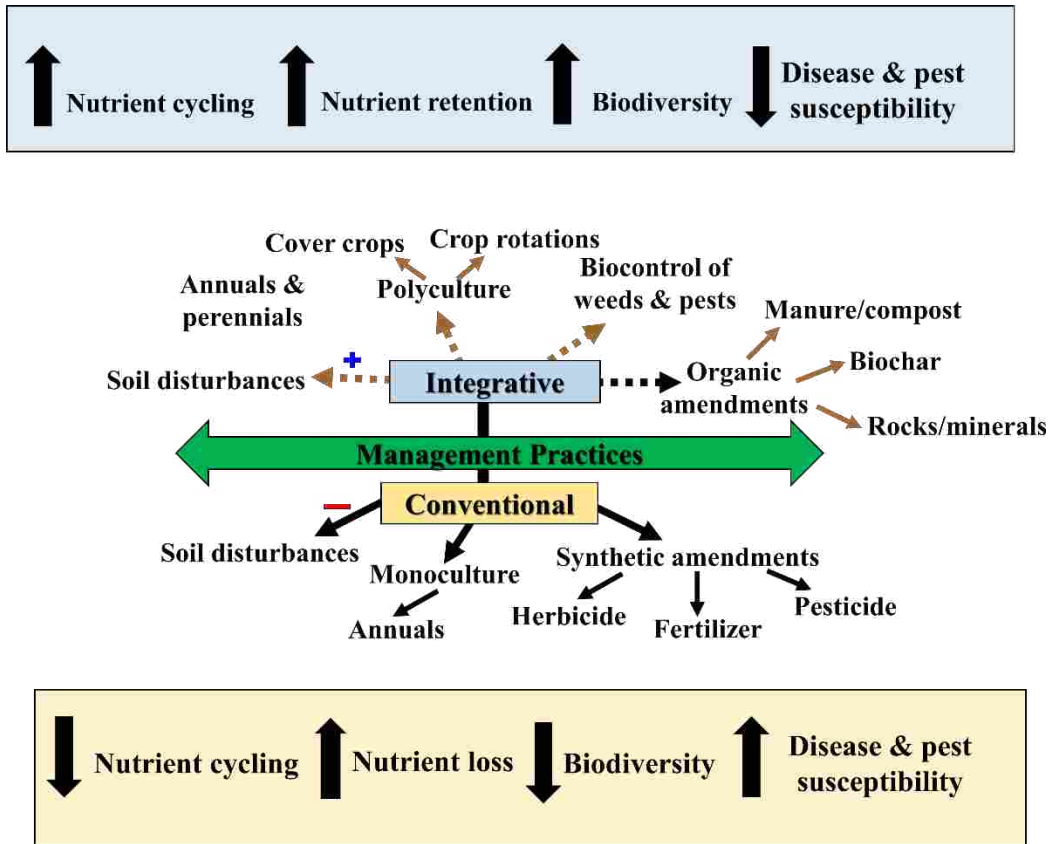 Nutrient cycling
Nutrient retention
Biodiversity
Disease & pest
susceptibility
Cover crops
Crop rotations
Annuals &
perennials
Polyculture
Biocontrol of
weeds & pests
Manure/compost
+
Soil disturbances
Integrative
Organic
amendments
Biochar
Rocks/minerals
Management Practices
Conventional
−
Soil disturbances
Monoculture
Annuals
Synthetic amendments
Herbicide
Fertilizer
Pesticide
Nutrient cycling
Nutrient loss
Biodiversity
Disease & pest
susceptibility